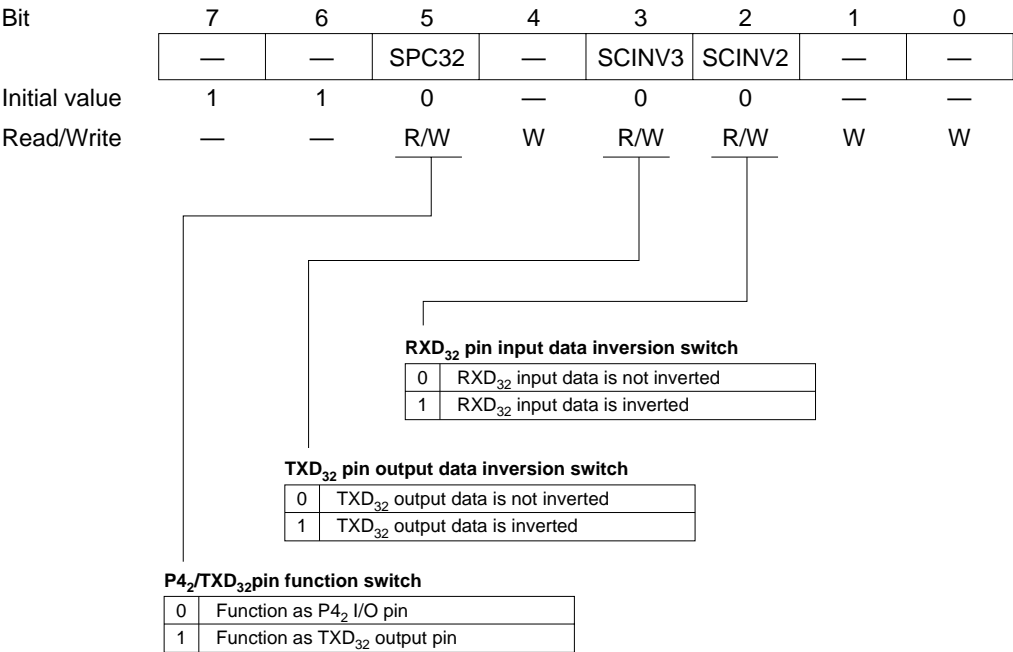 Bit 7 6 5 4 3 2 1 0
— — SPC32 — SCINV3 SCINV2 — —
Initial value 1 1 0 — 0 0 — —
Read/Write — — R/W W R/W R/W W W
RXD32 pin input data inversion switch
0 RXD32 input data is not inverted
1 RXD32 input data is inverted
TXD32 pin output data inversion switch
0 TXD32 output data is not inverted
1 TXD32 output data is inverted
P42/TXD32pin function switch
0 Function as P42 I/O pin
1 Function as TXD32 output pin